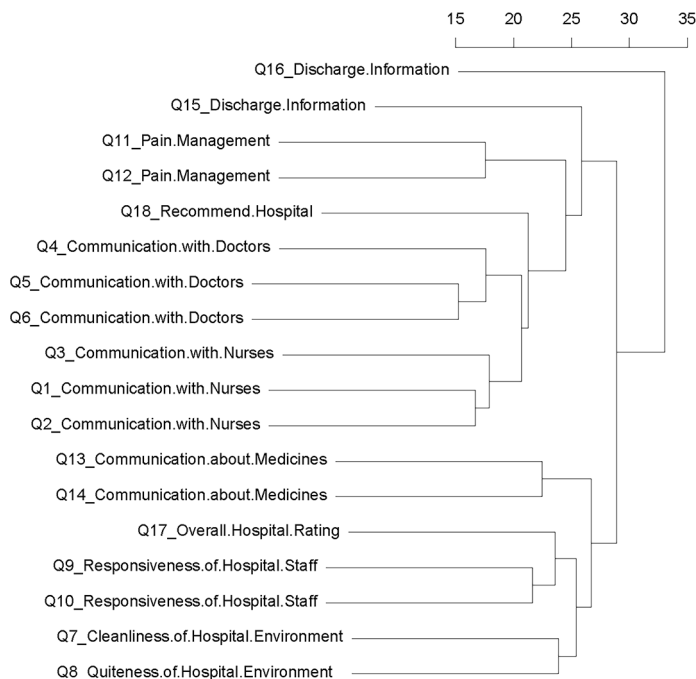 15 20 25 30 35
Q16_Discharge.Information
Q15_Discharge.Information
Q11_Pain.Management
Q12_Pain.Management
Q18_Recommend.Hospital
Q4_Communication.with.Doctors
Q5_Communication.with.Doctors
Q6_Communication.with.Doctors
Q3_Communication.with.Nurses
Q1_Communication.with.Nurses
Q2_Communication.with.Nurses
Q13_Communication.about.Medicines
Q14_Communication.about.Medicines
Q17_Overall.Hospital.Rating
Q9_Responsiveness.of.Hospital.Staff
Q10_Responsiveness.of.Hospital.Staff
Q7_Cleanliness.of.Hospital.Environment
Q8_Quiteness.of.Hospital.Environment